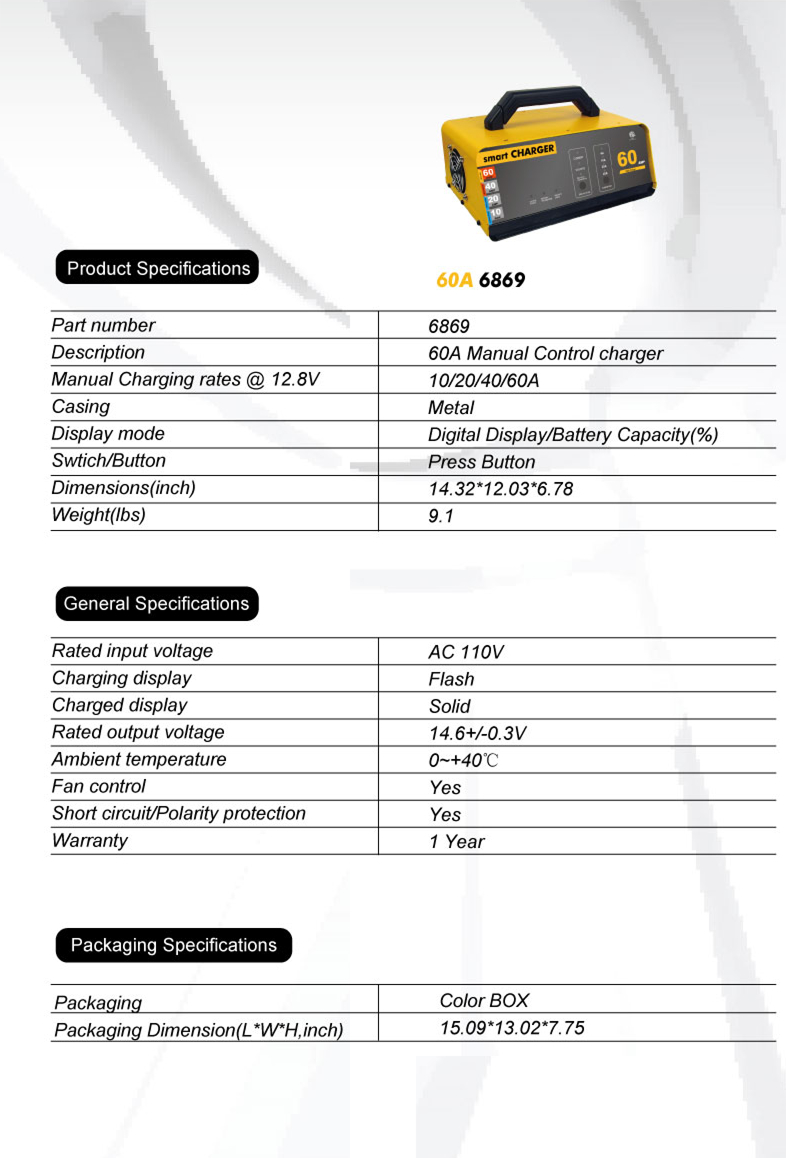 smart CHARGER
60
40
20
10
60
Product Specifications
60A 6869
Part number 6869
Description 60A Manual Control charger
Manual Charging rates @ 12.8V 10/20/40/60A
Casing Metal
Display mode Digital Display/Battery Capacity(%)
Swtich/Button Press Button
Dimensions(inch) 14.32*12.03*6.78
Weight(lbs) 9.1
General Specifications
Rated input voltage AC 110V
Charging display Flash
Charged display Solid
Rated output voltage 14.6+/-0.3V
Ambient temperature 0~+40℃
Fan control Yes
Short circuit/Polarity protection Yes
Warranty 1 Year
Packaging Specifications
Packaging Color BOX
Packaging Dimension(L*W*H,inch) 15.09*13.02*7.75